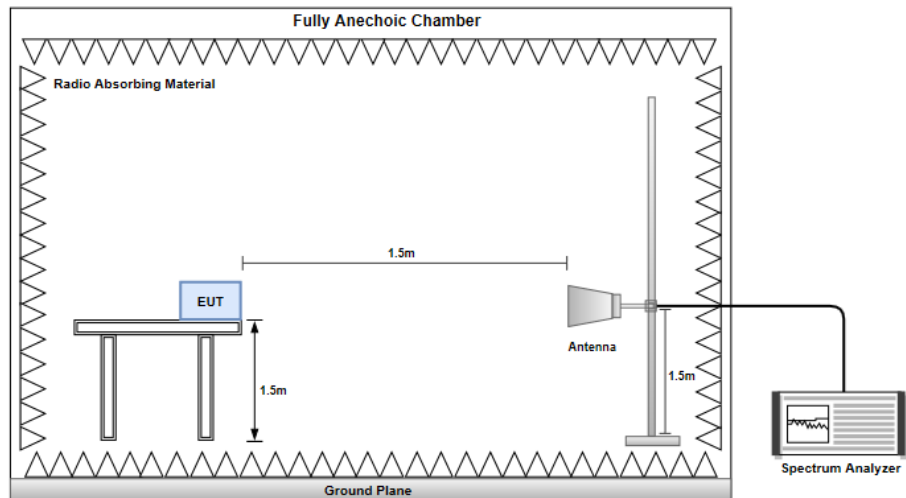 Fully Anechoic Chamber
Radio Absorbing Material
1.5m
EUT
Antenna
1.5m
1.5m
Spectrum Analyzer
Ground Plane